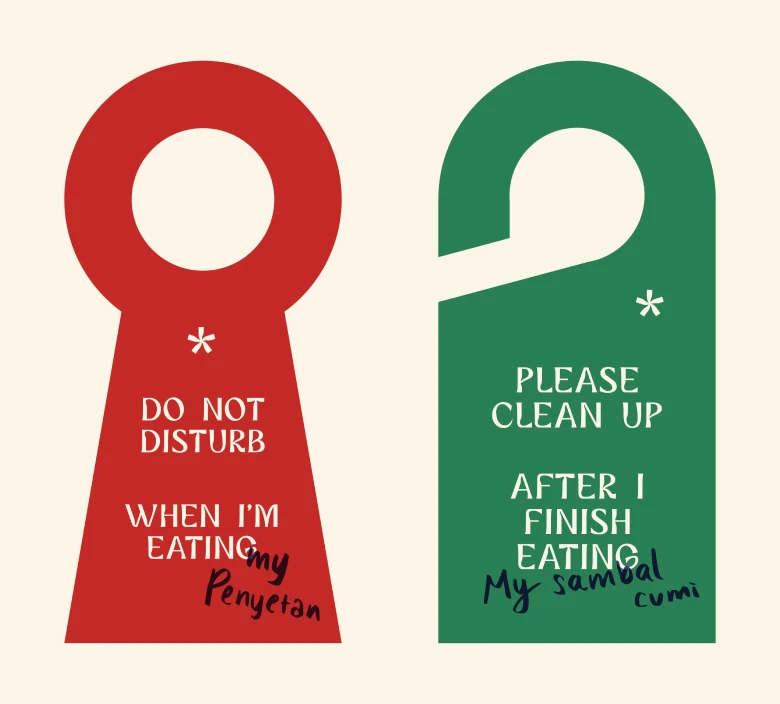 *
DO NOT
DISTURB
WHEN I'M
EATING my
Penyetan
*
PLEASE
CLEAN UP
AFTER I
FINISH
EATING
My sambal
cumi